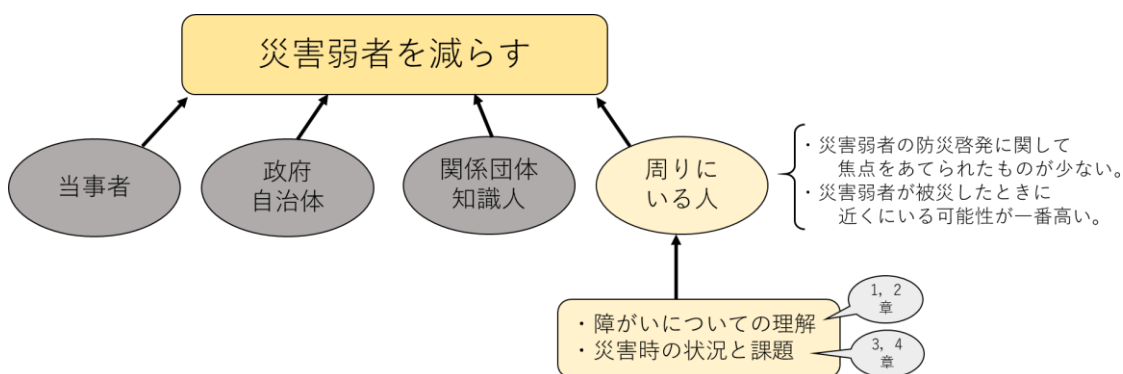 災害弱者を減らす
当事者
政府
自治体
関係団体
知識人
周りに
いる人
・災害弱者の防災啓発に関して
焦点をあてられたものが少ない。
・災害弱者が被災したときに
近くにいる可能性が一番高い。
・障がいについての理解
・災害時の状況と課題
1，2
章
3，4
章